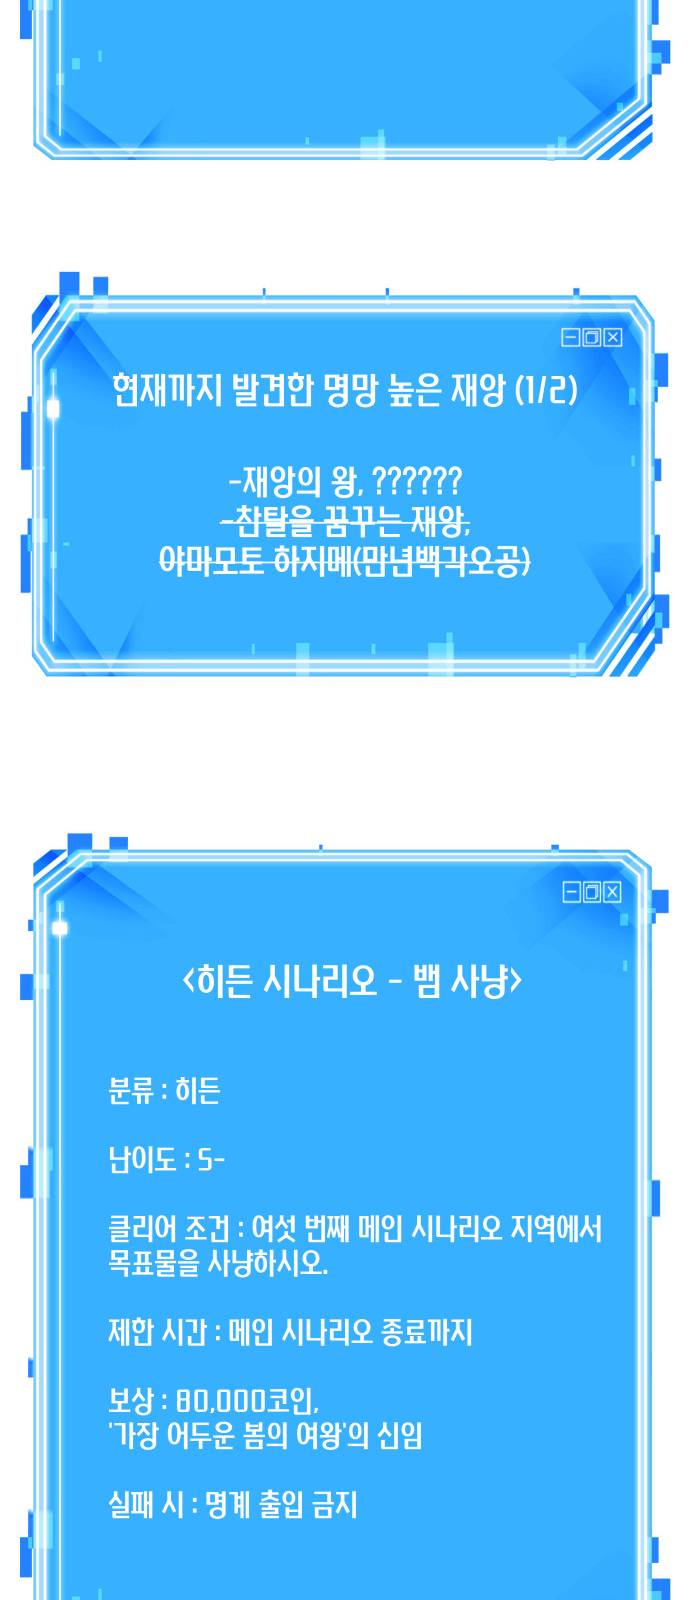 현재까지 발견한 명망 높은 재앙 (1/2)
-재앙의 왕, ??????
-찬탈을 꿈꾸는 재앙,
야마모토 하지메(만년백각오공)
<히든 시나리오 - 뱀 사냥>
분류 : 히든
난이도 : S-
클리어 조건 : 여섯 번째 메인 시나리오 지역에서
목표물을 사냥하시오.
제한 시간 : 메인 시나리오 종료까지
보상 : 80,000코인,
'가장 어두운 봄의 여왕'의 신임
실패 시 : 명계 출입 금지